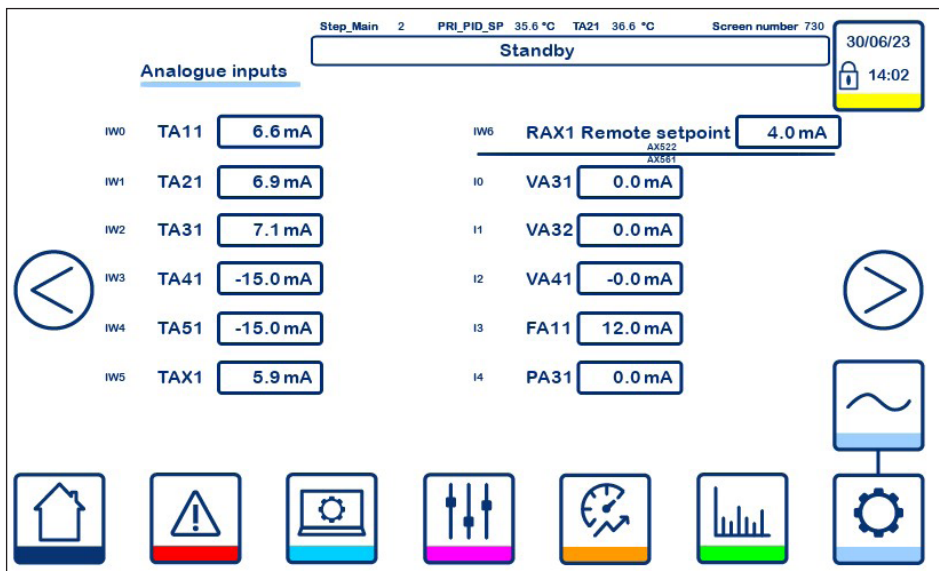 Step_Main 2 PRI_PID_SP 35.6 °C TA21 36.6 °C Screen number 730
Standby
30/06/23
14:02
Analogue inputs
IW0 TA11 6.6 mA
IW1 TA21 6.9 mA
IW2 TA31 7.1 mA
IW3 TA41 -15.0 mA
IW4 TA51 -15.0 mA
IW5 TAX1 5.9 mA
IW6 RAX1 Remote setpoint 4.0 mA
AX522
AX561
I0 VA31 0.0 mA
I1 VA32 0.0 mA
I2 VA41 -0.0 mA
I3 FA11 12.0 mA
I4 PA31 0.0 mA